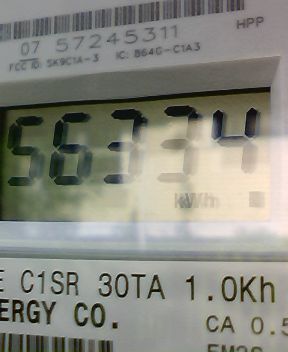 HPP
07 57245311
FCC ID: SK9C1A-3 IC: 864G-C1A3
56334
kWh
E C1SR 30TA 1.0Kh
ERGY CO.
CA 0.5